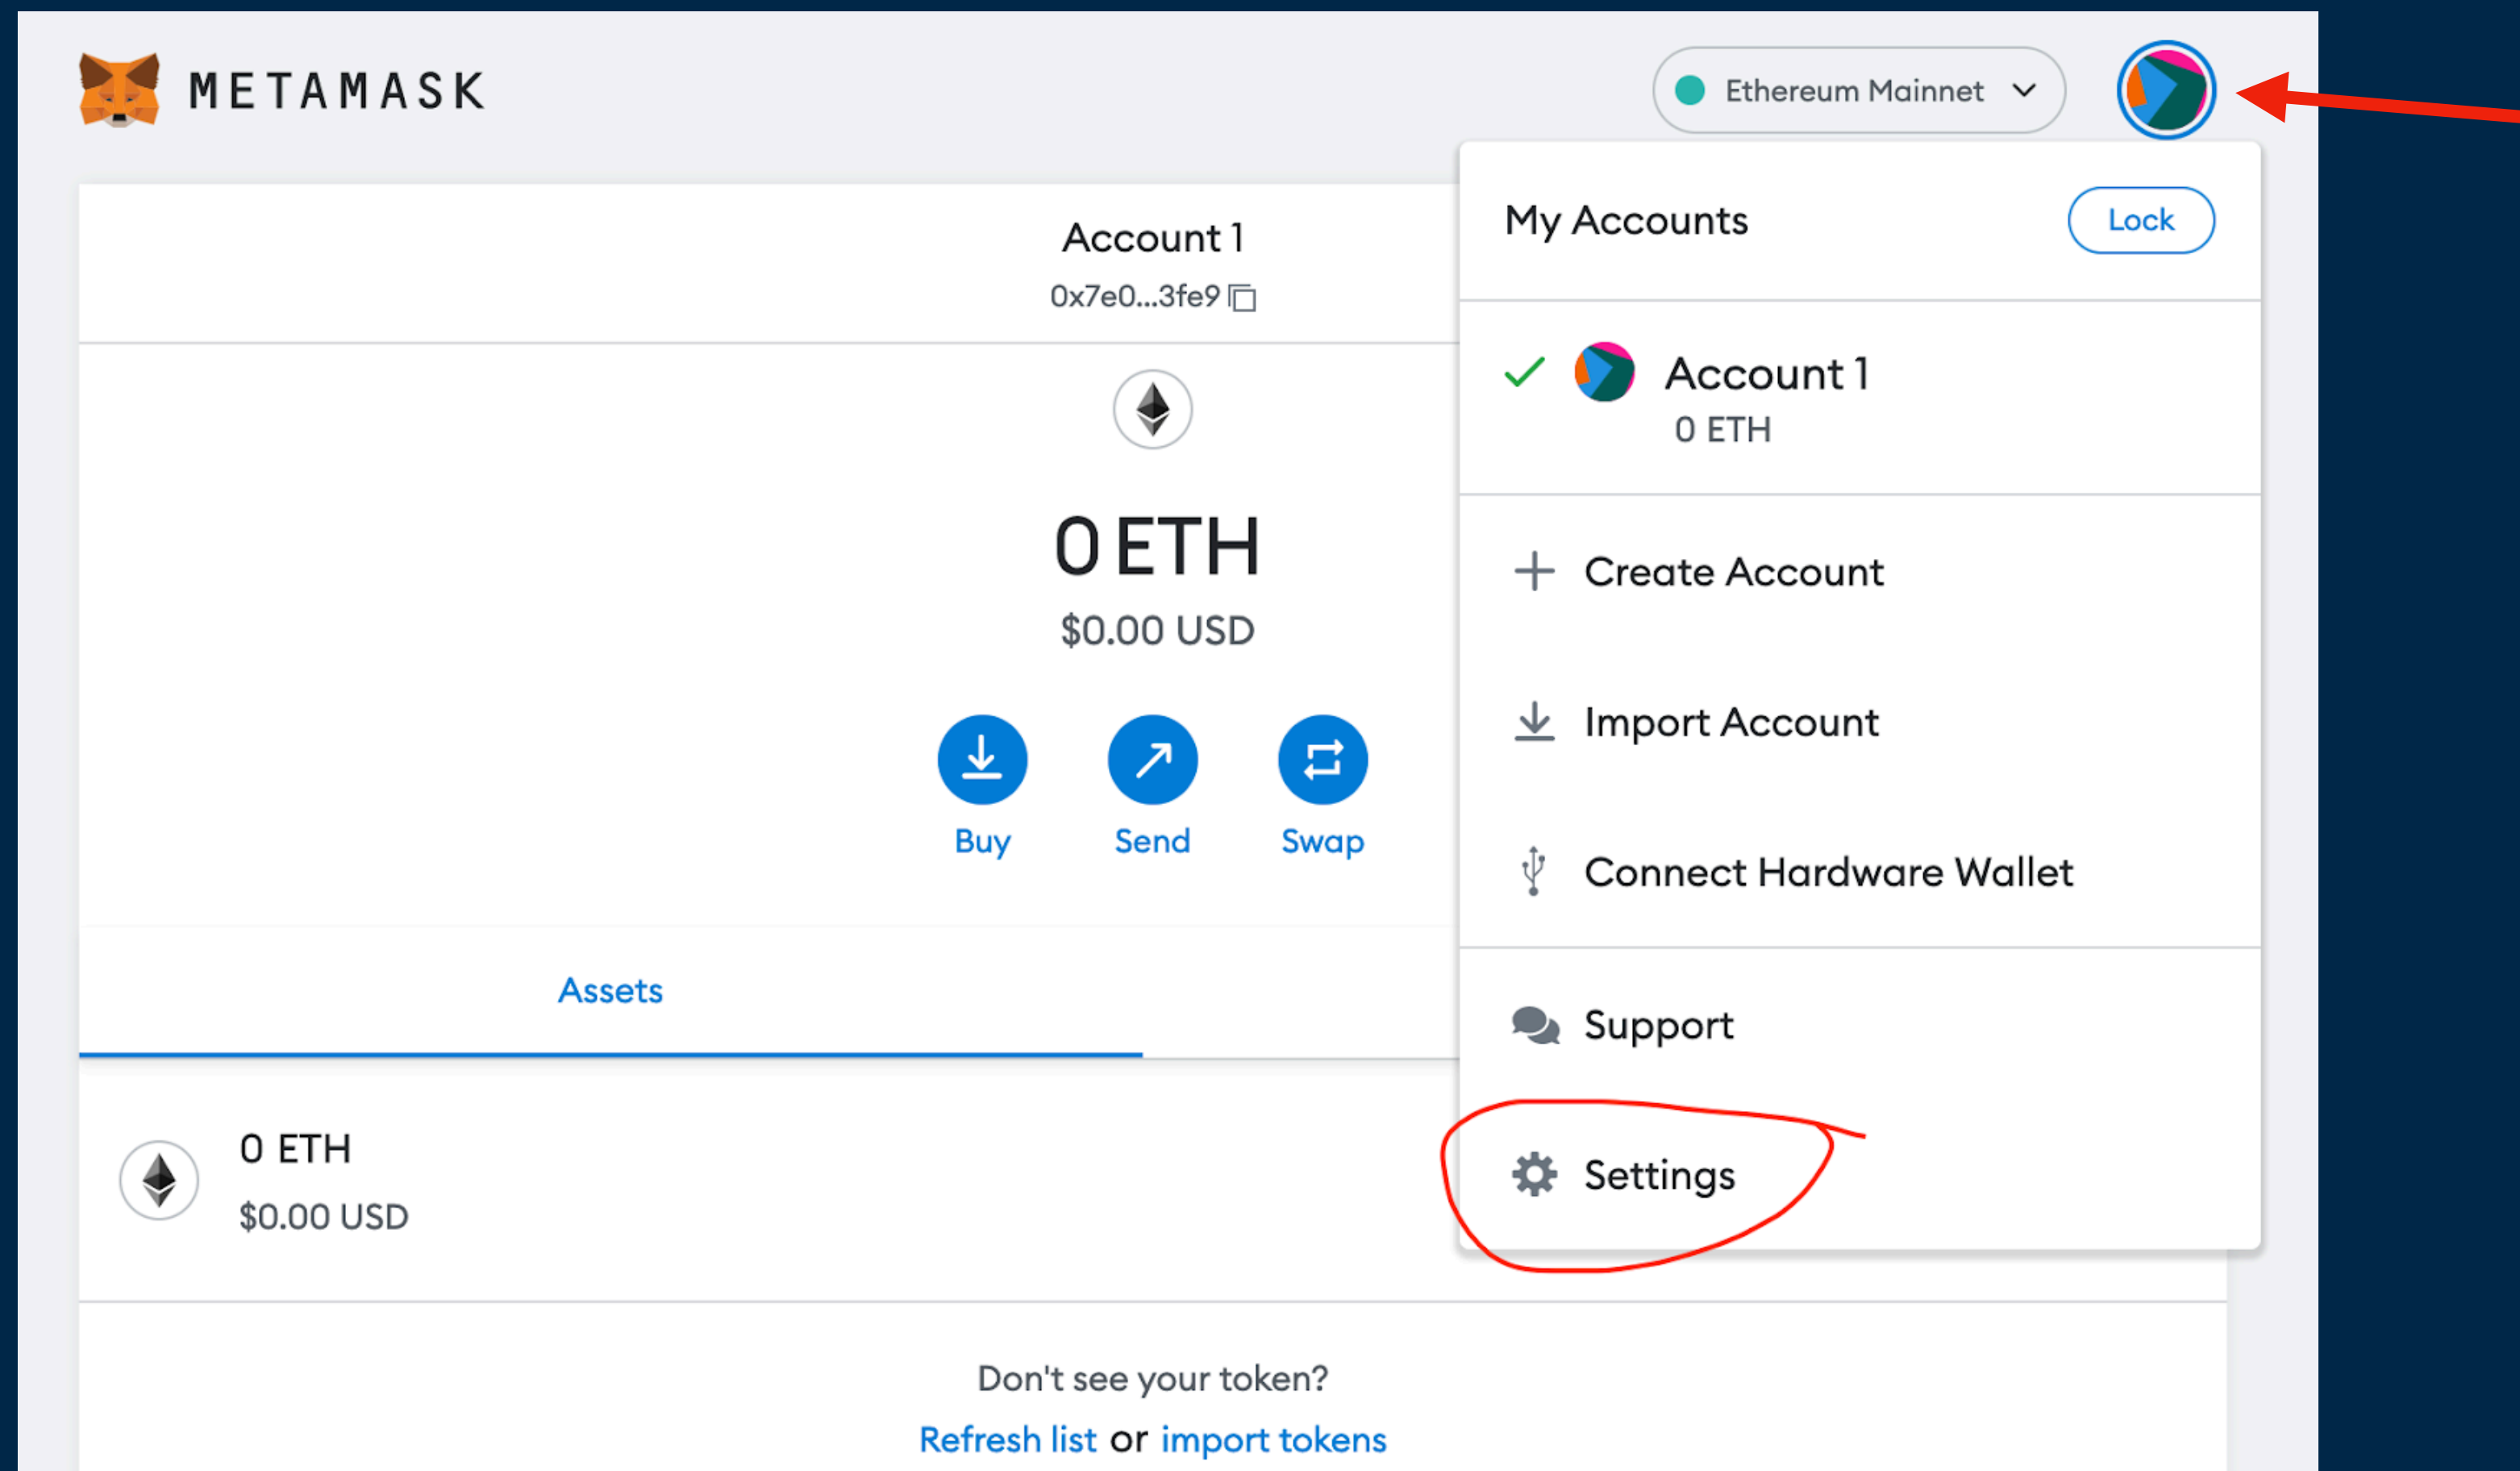 METAMASK
Ethereum Mainnet
Account 1
0x7e0...3fe9
0 ETH
$0.00 USD
Buy
Send
Swap
Assets
0 ETH
$0.00 USD
Don't see your token?
Refresh list or import tokens
My Accounts
Lock
Account 1
0 ETH
Create Account
Import Account
Connect Hardware Wallet
Support
Settings